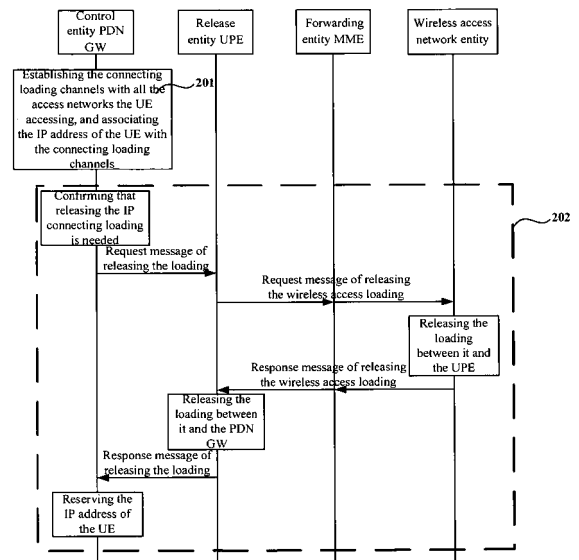 Control
entity PDN
GW
Release
entity UPE
Forwarding
entity MME
Wireless access
network entity
Establishing the connecting
loading channels with all the
access networks the UE
accessing, and associating
the IP address of the UE with
the connecting loading
channels
201
Confirming that
releasing the IP
connecting loading
is needed
202
Request message of
releasing the loading
Request message of releasing
the wireless access loading
Releasing the
loading
between it and
the UPE
Response message of releasing
the wireless access loading
Releasing the
loading between
it and the PDN
GW
Response message of
releasing the loading
Reserving the
IP address of
the UE